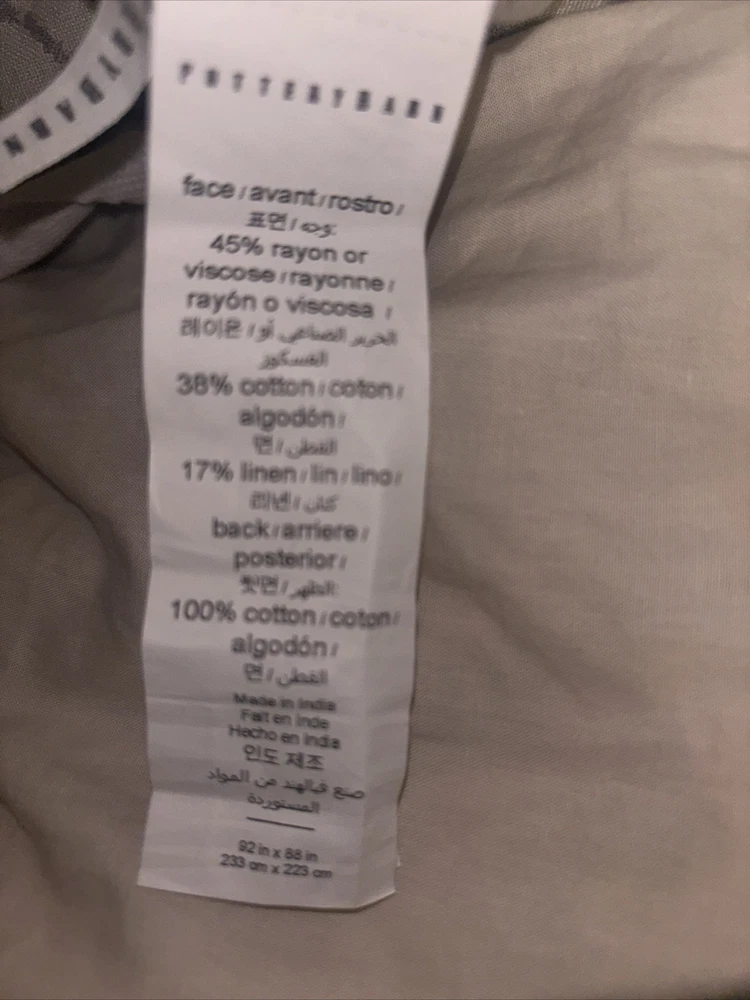 POTTERYBARN
YBARN
face/avant/rostro/
표면/وجه:
45% rayon or
viscose/rayonne/
rayón o viscosa /
레이온/الحرير الصناعي أو
الفسكوز
38% cotton/coton/
algodón/
면/القطن
17% linen/lin/lino/
리넨/كتان
back/arriere/
posterior/
뒷면/الظهر:
100% cotton/coton/
algodón/
면/القطن
Made in India
Fait en Inde
Hecho en India
인도 제조
صنع في الهند من المواد
المستوردة
92 in x 88 in
233 cm x 223 cm